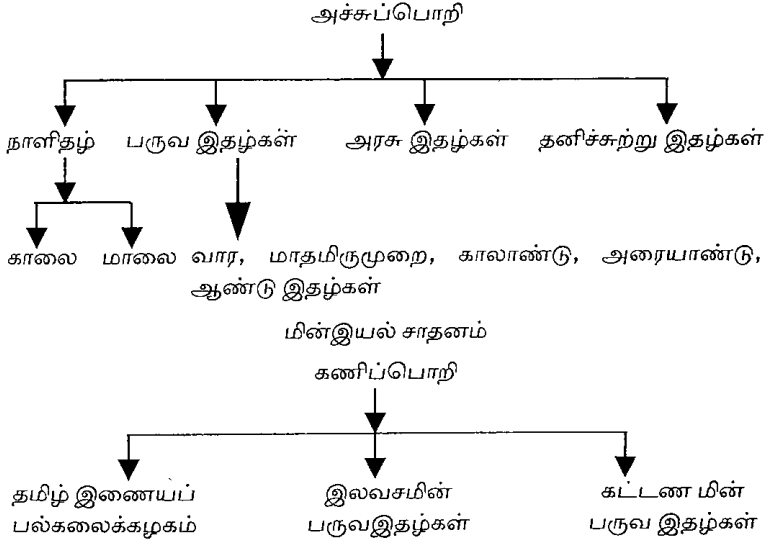 அச்சுப்பொறி
நாளிதழ் பருவ இதழ்கள் அரசு இதழ்கள் தனிச்சுற்று இதழ்கள்
காலை மாலை வார, மாதமிருமுறை, காலாண்டு, அரையாண்டு,
ஆண்டு இதழ்கள்
மின்இயல் சாதனம்
கணிப்பொறி
தமிழ் இணையப் இலவசமின் கட்டண மின்
பல்கலைக்கழகம் பருவஇதழ்கள் பருவ இதழ்கள்